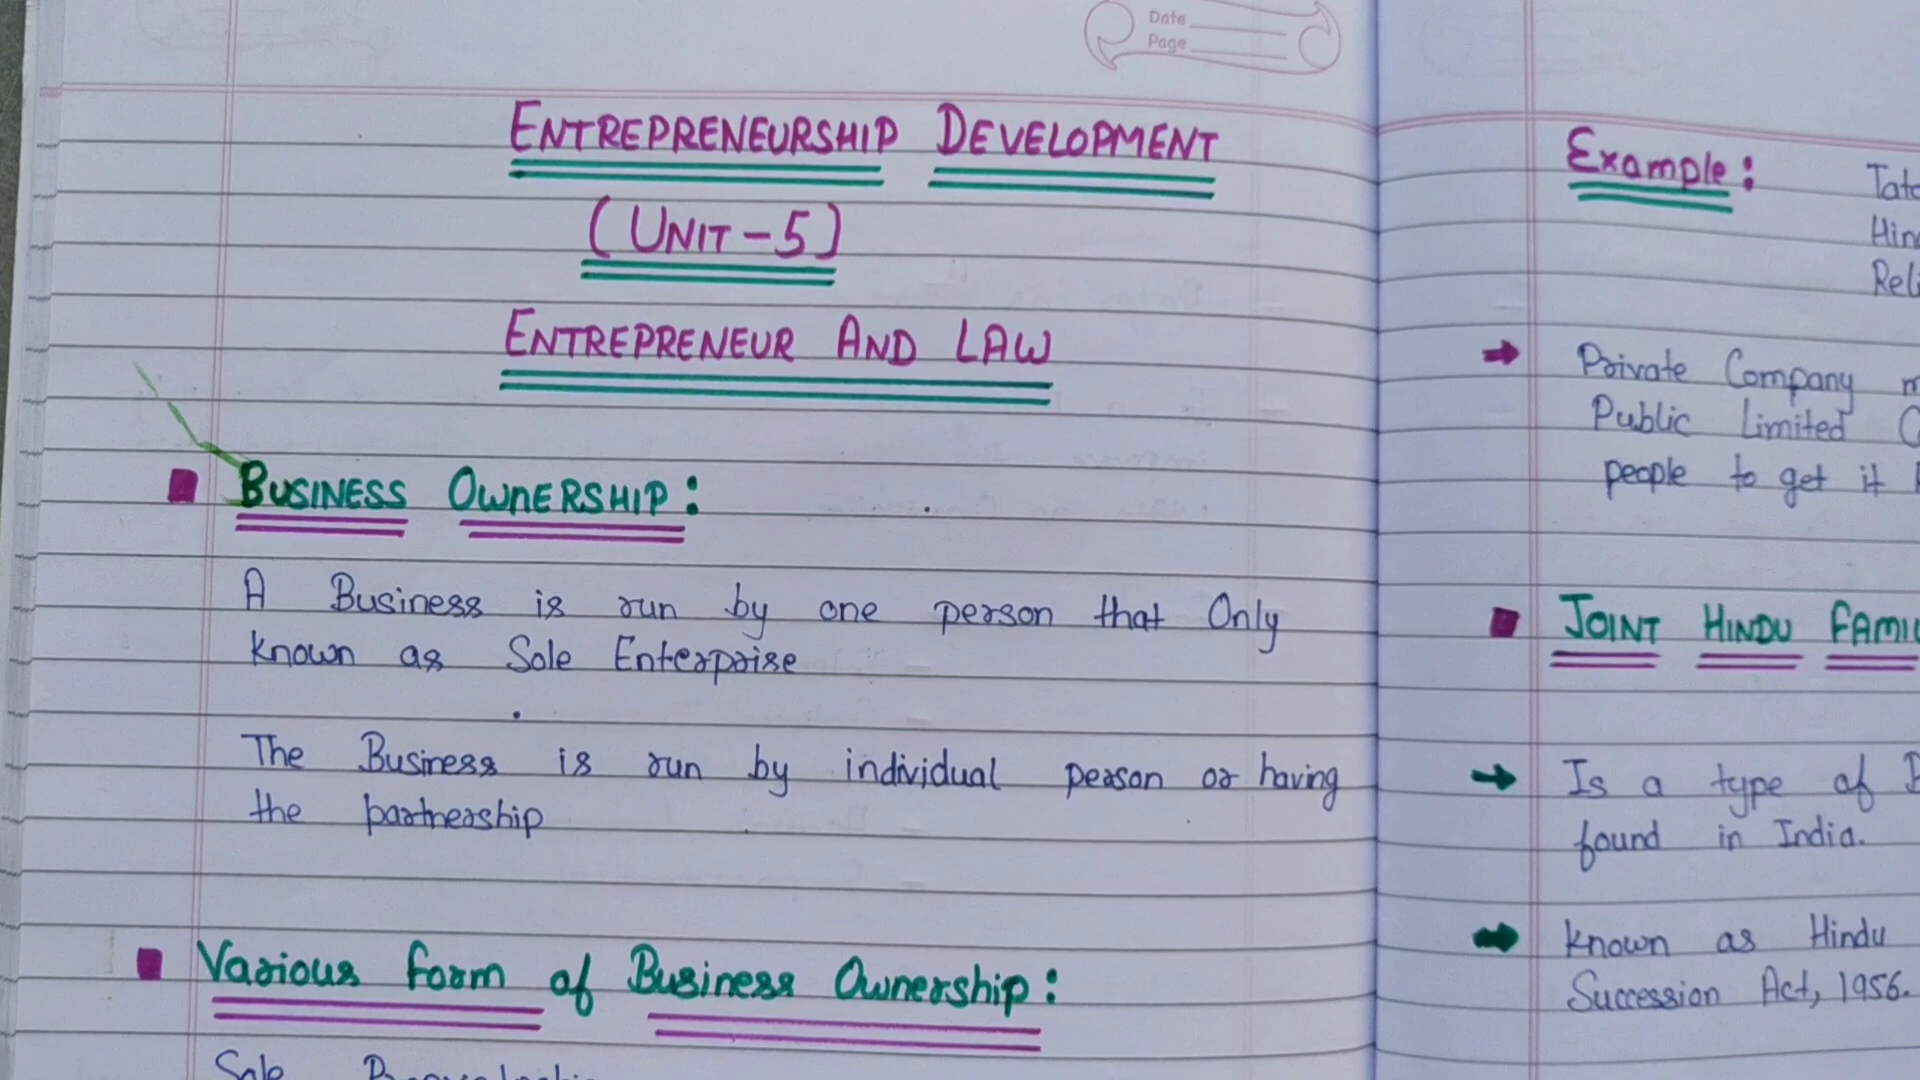 Date
Page
ENTREPRENEURSHIP DEVELOPMENT
(UNIT-5)
ENTREPRENEUR AND LAW
BUSINESS OWNERSHIP:
A Business is run by one person that Only
known as Sole Enterprise
The Business is run by individual person or having
the partnership
Various form of Business Ownership:
Sole
Example:
Private Company
Public Limited
people to get it
JOINT HINDU
Is a type of
found in India.
known as Hindu
Succession Act, 1956.